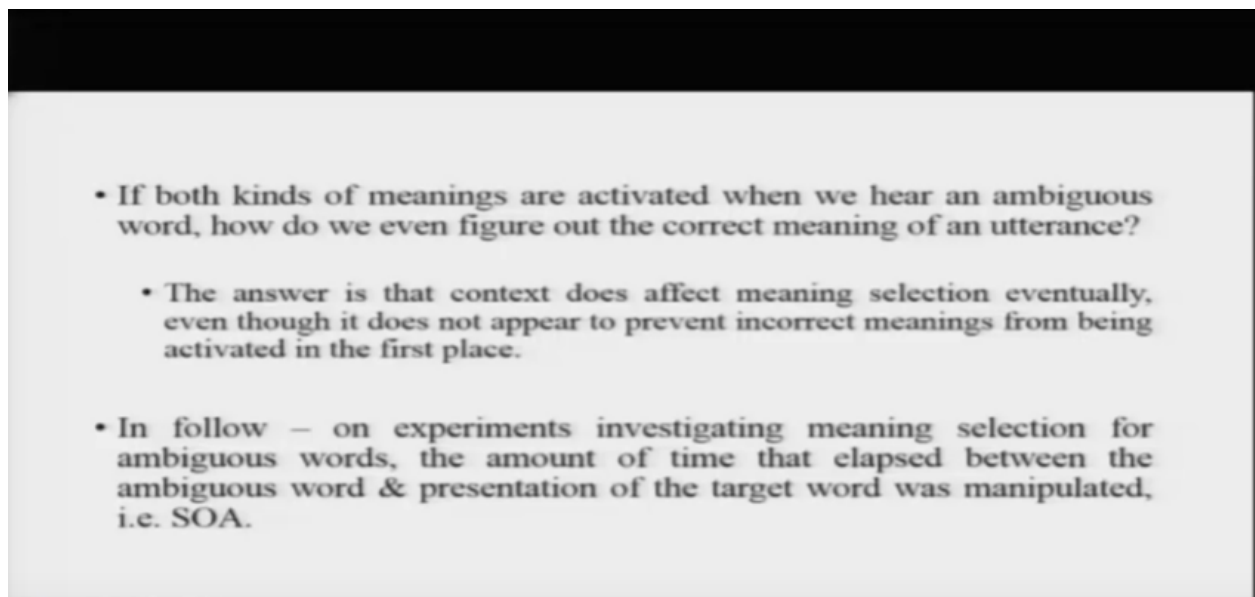 • If both kinds of meanings are activated when we hear an ambiguous
word, how do we even figure out the correct meaning of an utterance?
• The answer is that context does affect meaning selection eventually,
even though it does not appear to prevent incorrect meanings from being
activated in the first place.
• In follow – on experiments investigating meaning selection for
ambiguous words, the amount of time that elapsed between the
ambiguous word & presentation of the target word was manipulated,
i.e. SOA.